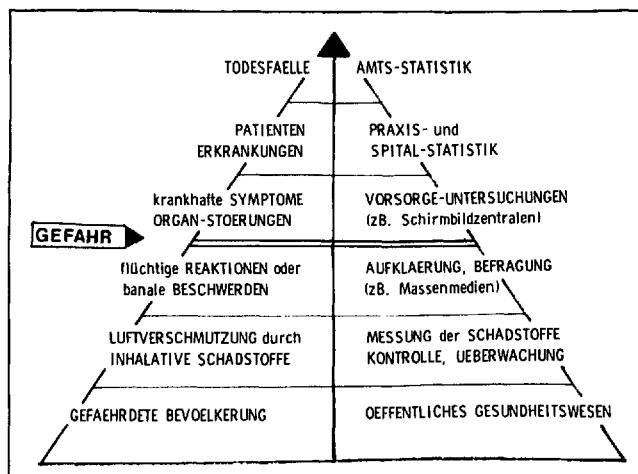 TODESFAELLE AMTS-STATISTIK
PATIENTEN PRAXIS- und
ERKRANKUNGEN SPITAL-STATISTIK
krankhafte SYMPTOME VORSORGE-UNTERSUCHUNGEN
ORGAN-STOERUNGEN (zB. Schirmbildzentralen)
GEFAHR
flüchtige REAKTIONEN oder AUFKLAERUNG, BEFRAGUNG
banale BESCHWERDEN (zB. Massenmedien)
LUFTVERSCHMUTZUNG durch MESSUNG der SCHADSTOFFE
INHALATIVE SCHADSTOFFE KONTROLLE, UEBERWACHUNG
GEFAEHRDETE BEVOELKERUNG OEFFENTLICHES GESUNDHEITSWESEN